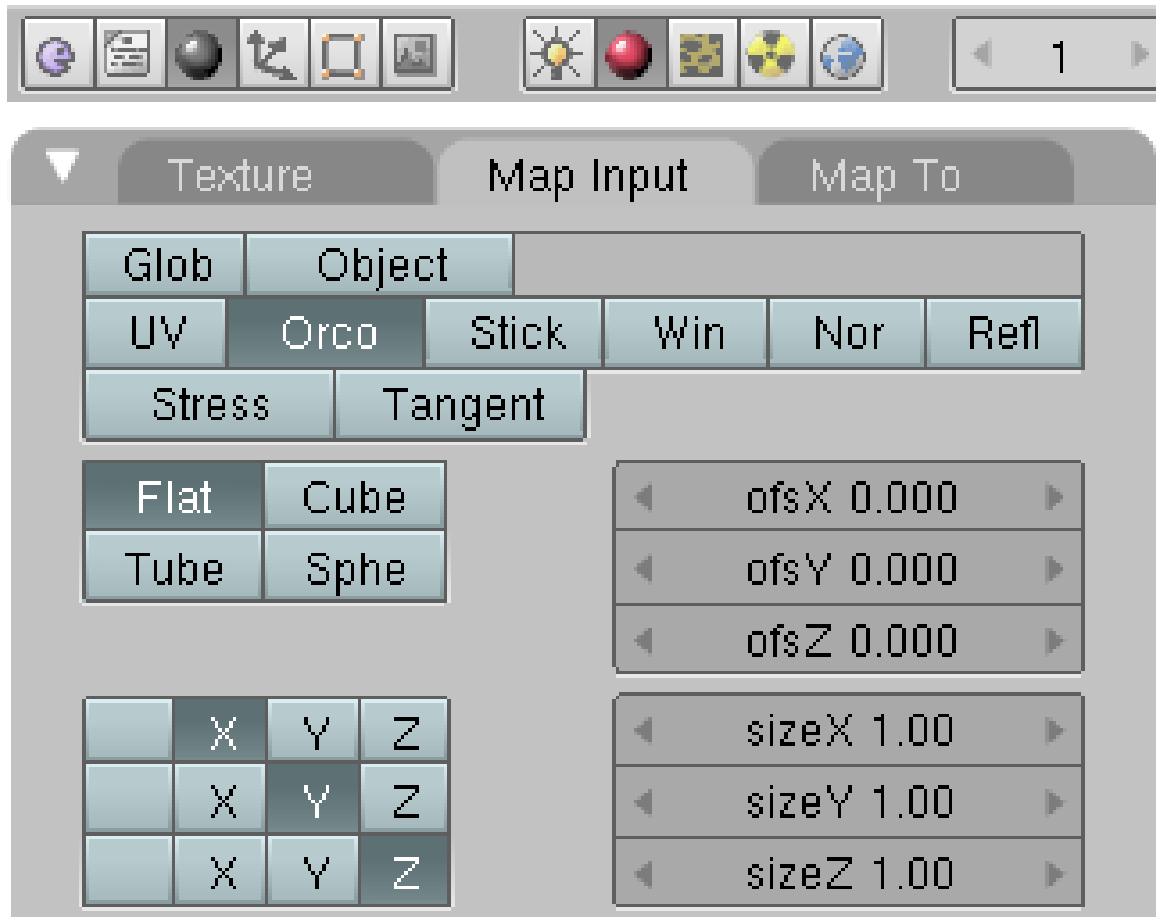 1
Texture Map Input Map To
Glob Object
UV Orco Stick Win Nor Refl
Stress Tangent
Flat Cube ofsX 0.000
Tube Sphe ofsY 0.000
ofsZ 0.000
X Y Z sizeX 1.00
X Y Z sizeY 1.00
X Y Z sizeZ 1.00